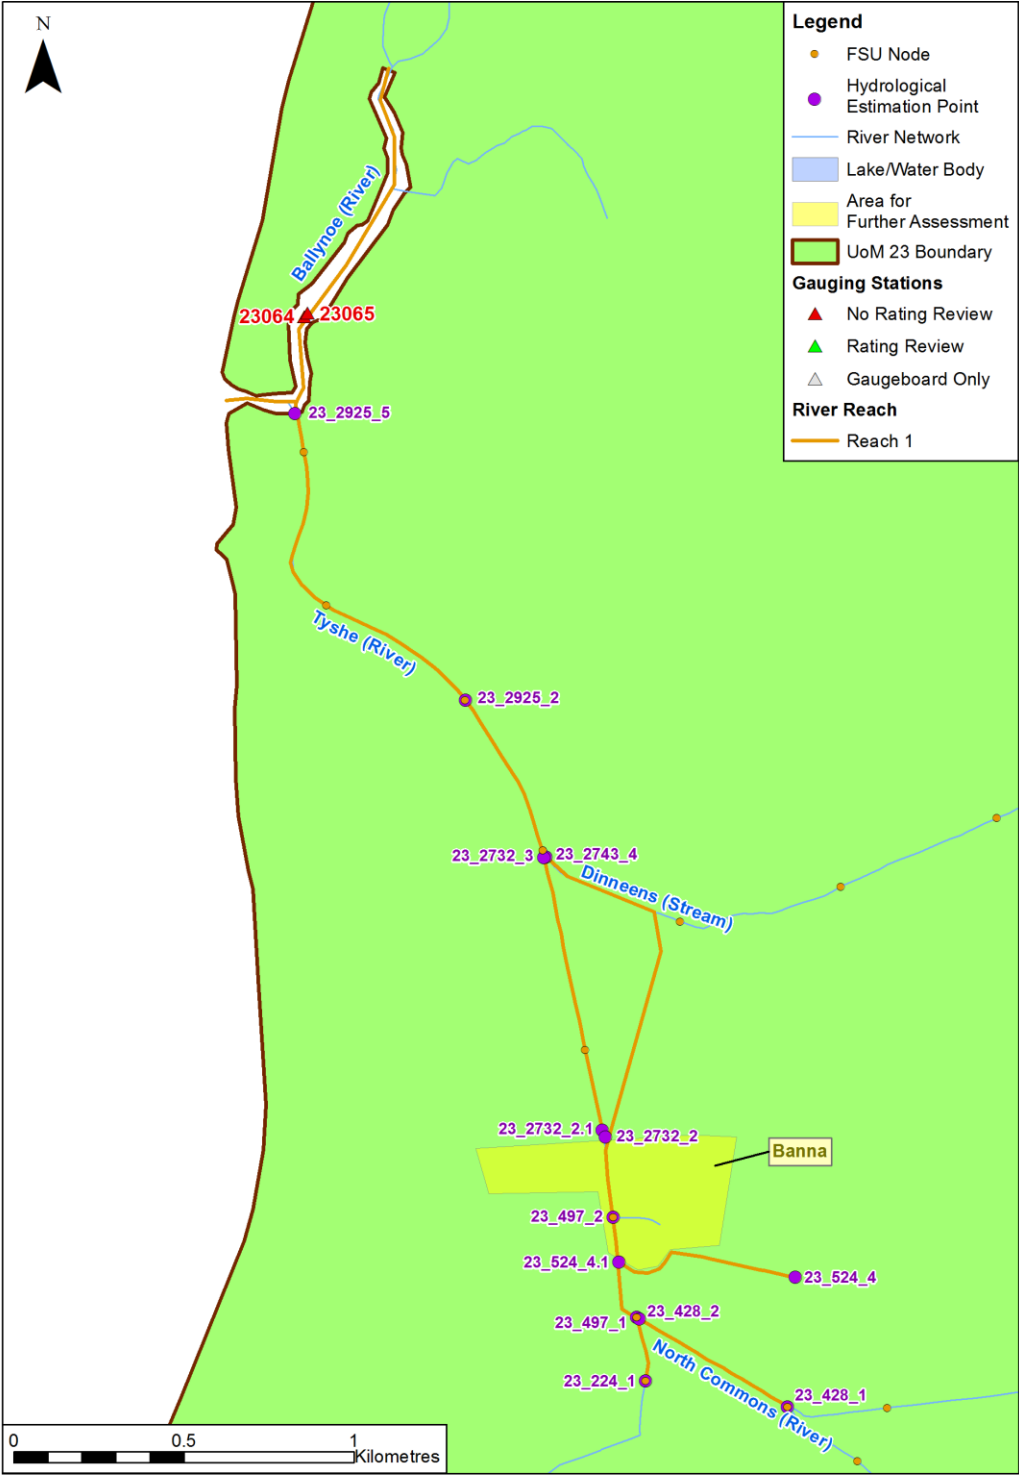 N
Legend
FSU Node
Hydrological
Estimation Point
River Network
Lake/Water Body
Area for
Further Assessment
UoM 23 Boundary
Gauging Stations
No Rating Review
Rating Review
Gaugeboard Only
River Reach
Reach 1
Ballynoe (River)
23064
23065
23_2925_5
Tyshe (River)
23_2925_2
23_2732_3
23_2743_4
Dinneens (Stream)
23_2732_2.1
23_2732_2
Banna
23_497_2
23_524_4.1
23_524_4
23_428_2
23_497_1
North Commons (River)
23_224_1
23_428_1
0 0.5 1
Kilometres